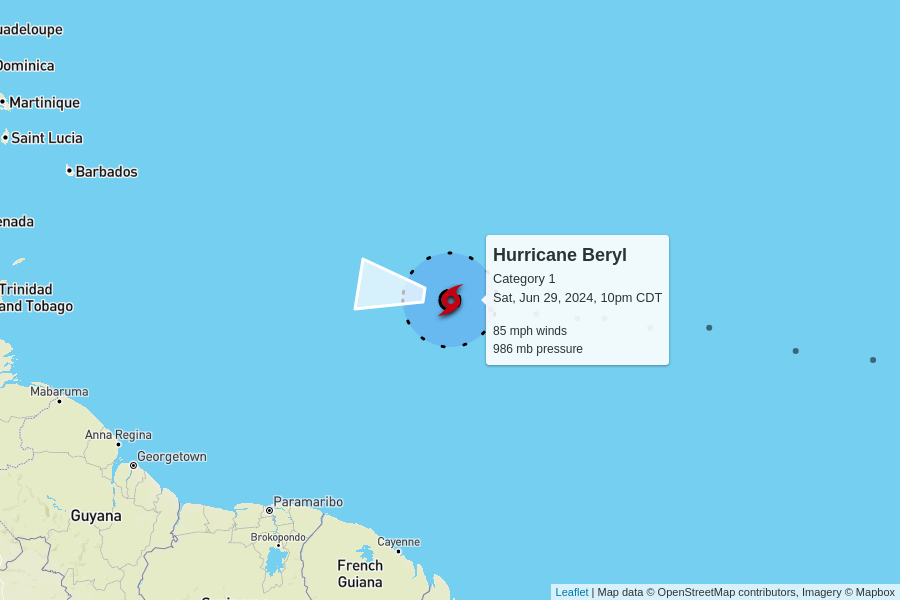 uadeloupe
Dominica
Martinique
Saint Lucia
Barbados
enada
Trinidad
and Tobago
Hurricane Beryl
Category 1
Sat, Jun 29, 2024, 10pm CDT
85 mph winds
986 mb pressure
Mabaruma
Anna Regina
Georgetown
Paramaribo
Guyana
Brokopondo
Cayenne
French
Guiana
Leaflet | Map data © OpenStreetMap contributors, Imagery © Mapbox